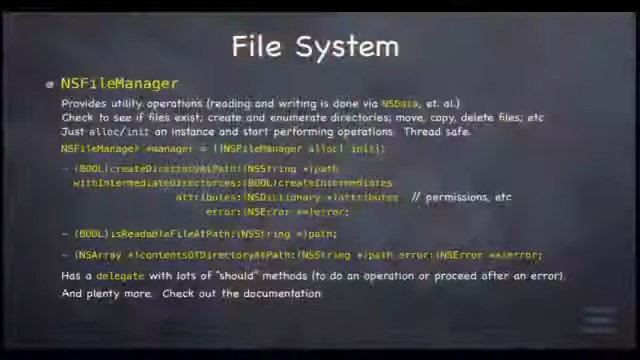 File System
NSFileManager
Provides utility operations (reading and writing is done via NSData, et. al.)
Check to see if files exist; create and enumerate directories; move, copy, delete files; etc
Just alloc/init an instance and start performing operations. Thread safe.
NSFileManager *manager = [[NSFileManager alloc] init];
- (BOOL)createDirectoryAtPath:(NSString *)path
withIntermediateDirectories:(BOOL)createIntermediates
attributes:(NSDictionary *)attributes // permissions, etc
error:(NSError **)error;
- (BOOL)isReadableFileAtPath:(NSString *)path;
- (NSArray *)contentsOfDirectoryAtPath:(NSString *)path error:(NSError **)error;
Has a delegate with lots of "should" methods (to do an operation or proceed after an error)
And plenty more. Check out the documentation